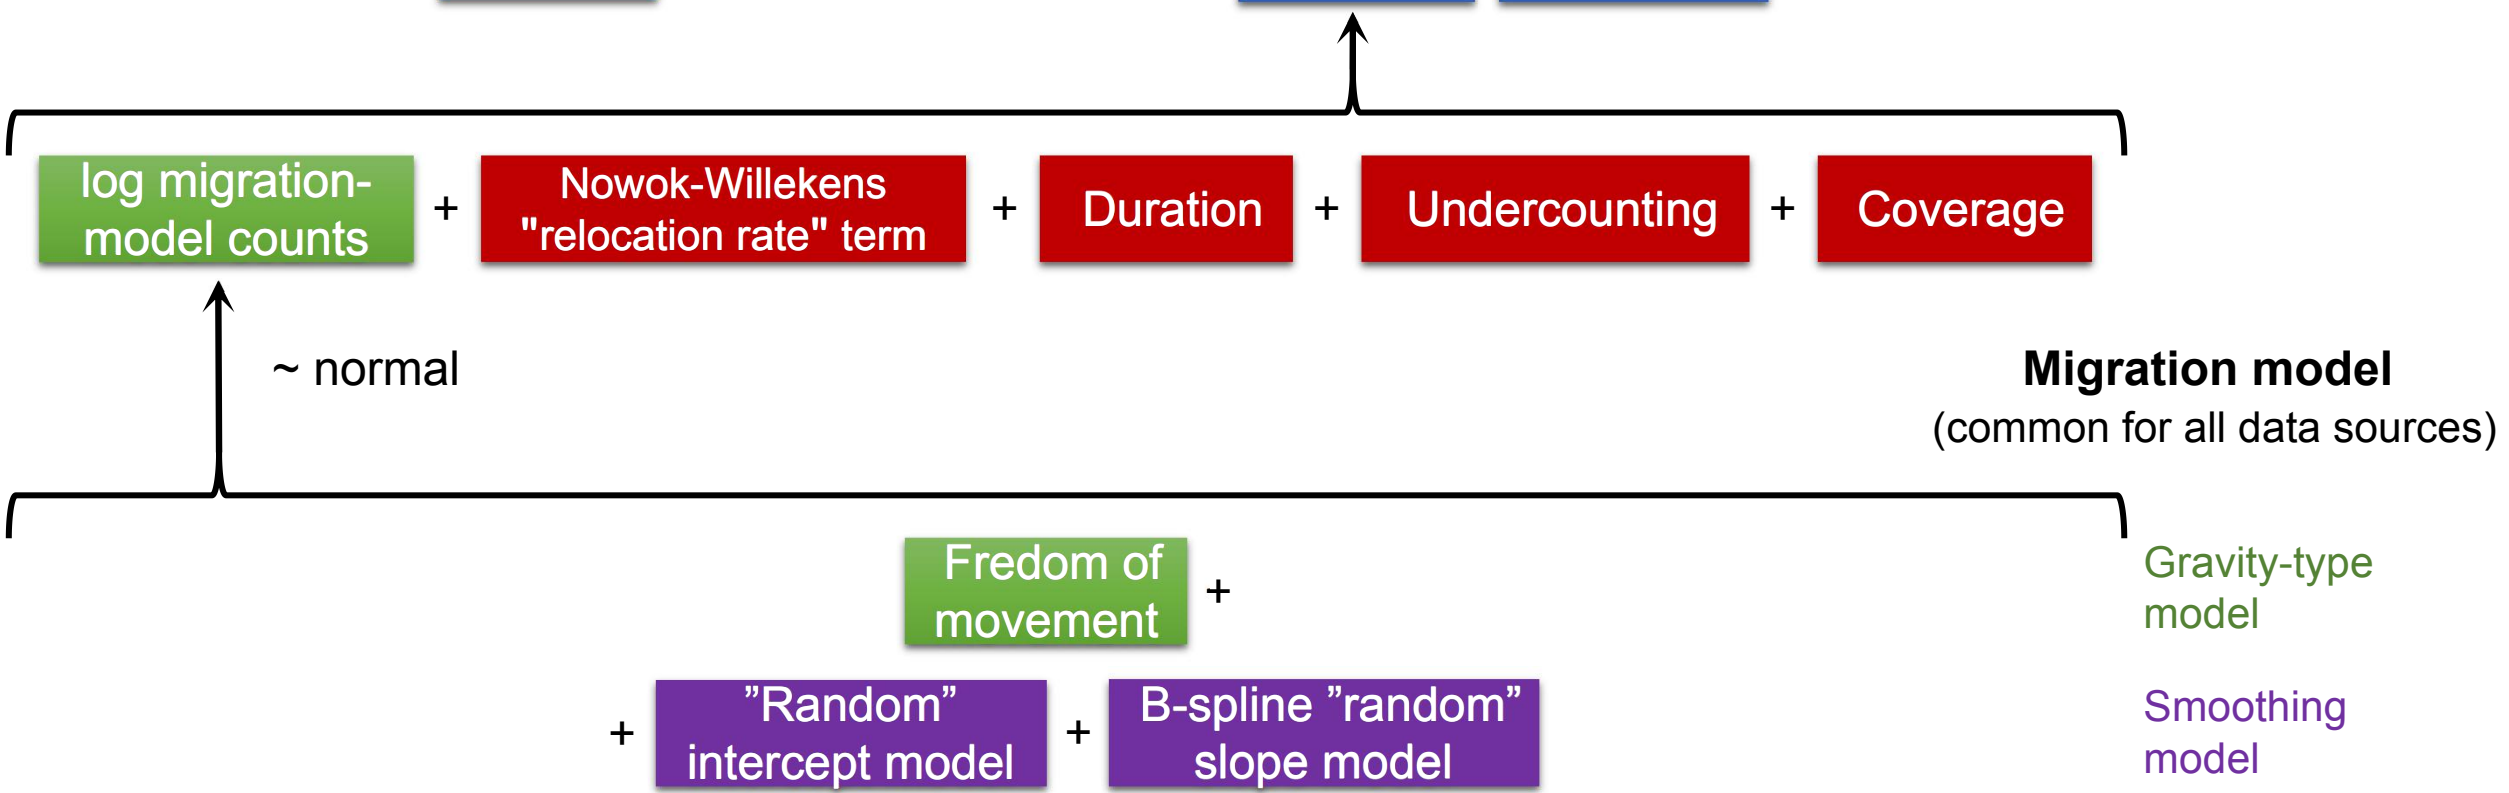 log migration-
model counts
+
Nowok-Willekens
"relocation rate" term
+
Duration
+
Undercounting
+
Coverage
~ normal
Migration model
(common for all data sources)
Fredom of
movement
+
Gravity-type
model
+
”Random”
intercept model
+
B-spline ”random”
slope model
Smoothing
model